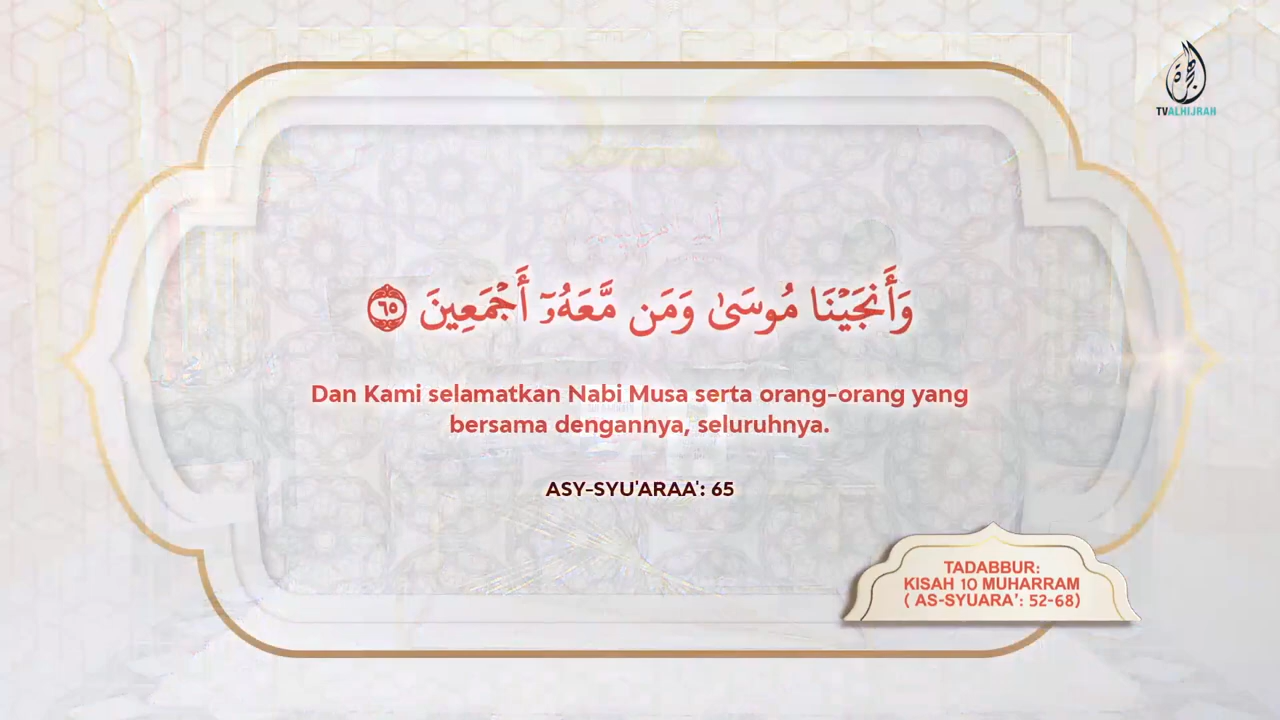 هجرة
TVALHIJRAH
وَأَنجَيْنَا مُوسَىٰ وَمَن مَّعَهُۥٓ أَجْمَعِينَ ٦٥
Dan Kami selamatkan Nabi Musa serta orang-orang yang
bersama dengannya, seluruhnya.
ASY-SYU'ARAA': 65
TADABBUR:
KISAH 10 MUHARRAM
( AS-SYUARA': 52-68)